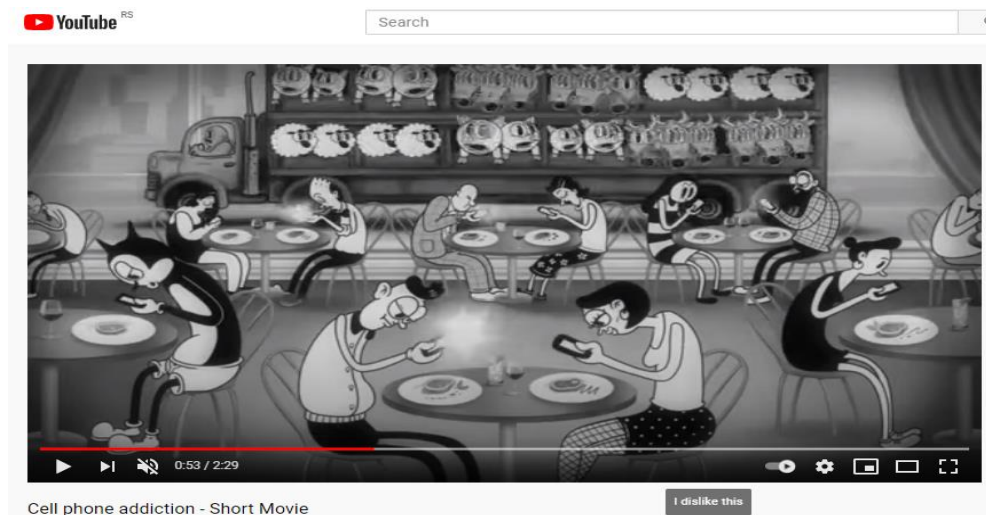 YouTube RS
Search
0:53 / 2:29
I dislike this
Cell phone addiction - Short Movie